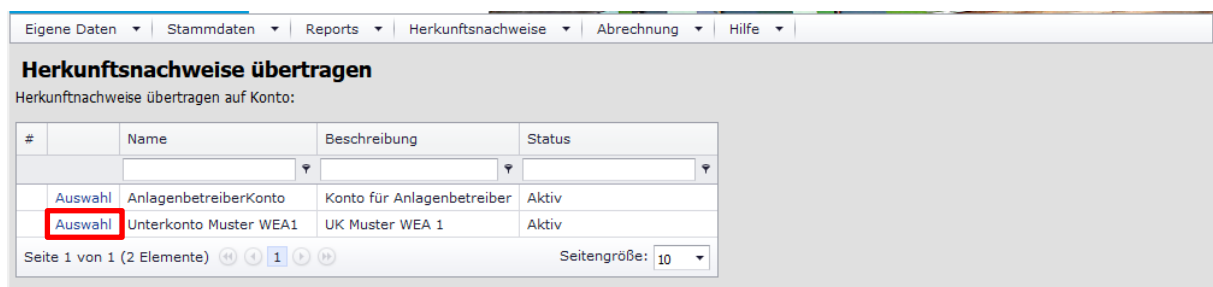 Eigene Daten Stammdaten Reports Herkunftsnachweise Abrechnung Hilfe
Herkunftsnachweise übertragen
Herkunftnachweise übertragen auf Konto:
# Name Beschreibung Status
Auswahl AnlagenbetreiberKonto Konto für Anlagenbetreiber Aktiv
Auswahl Unterkonto Muster WEA1 UK Muster WEA 1 Aktiv
Seite 1 von 1 (2 Elemente) 1 Seitengröße: 10